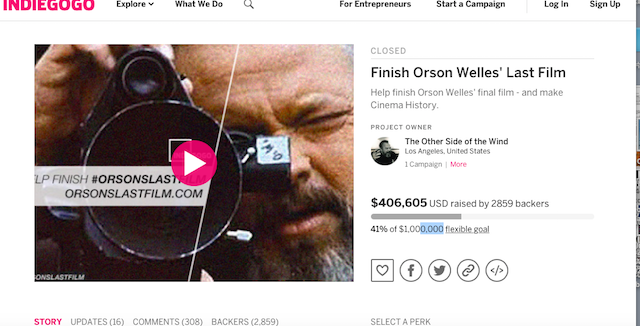 INDIEGOGO Explore What We Do For Entrepreneurs Start a Campaign Log In Sign Up
CLOSED
Finish Orson Welles' Last Film
Help finish Orson Welles' final film - and make
Cinema History.
PROJECT OWNER
The Other Side of the Wind
Los Angeles, United States
1 Campaign | More
ELP FINISH #ORSONSLASTFILM
ORSONSLASTFILM.COM
$406,605 USD raised by 2859 backers
41% of $1,000,000 flexible goal
SONSLASTFILM
STORY UPDATES (16) COMMENTS (308) BACKERS (2,859) SELECT A PERK